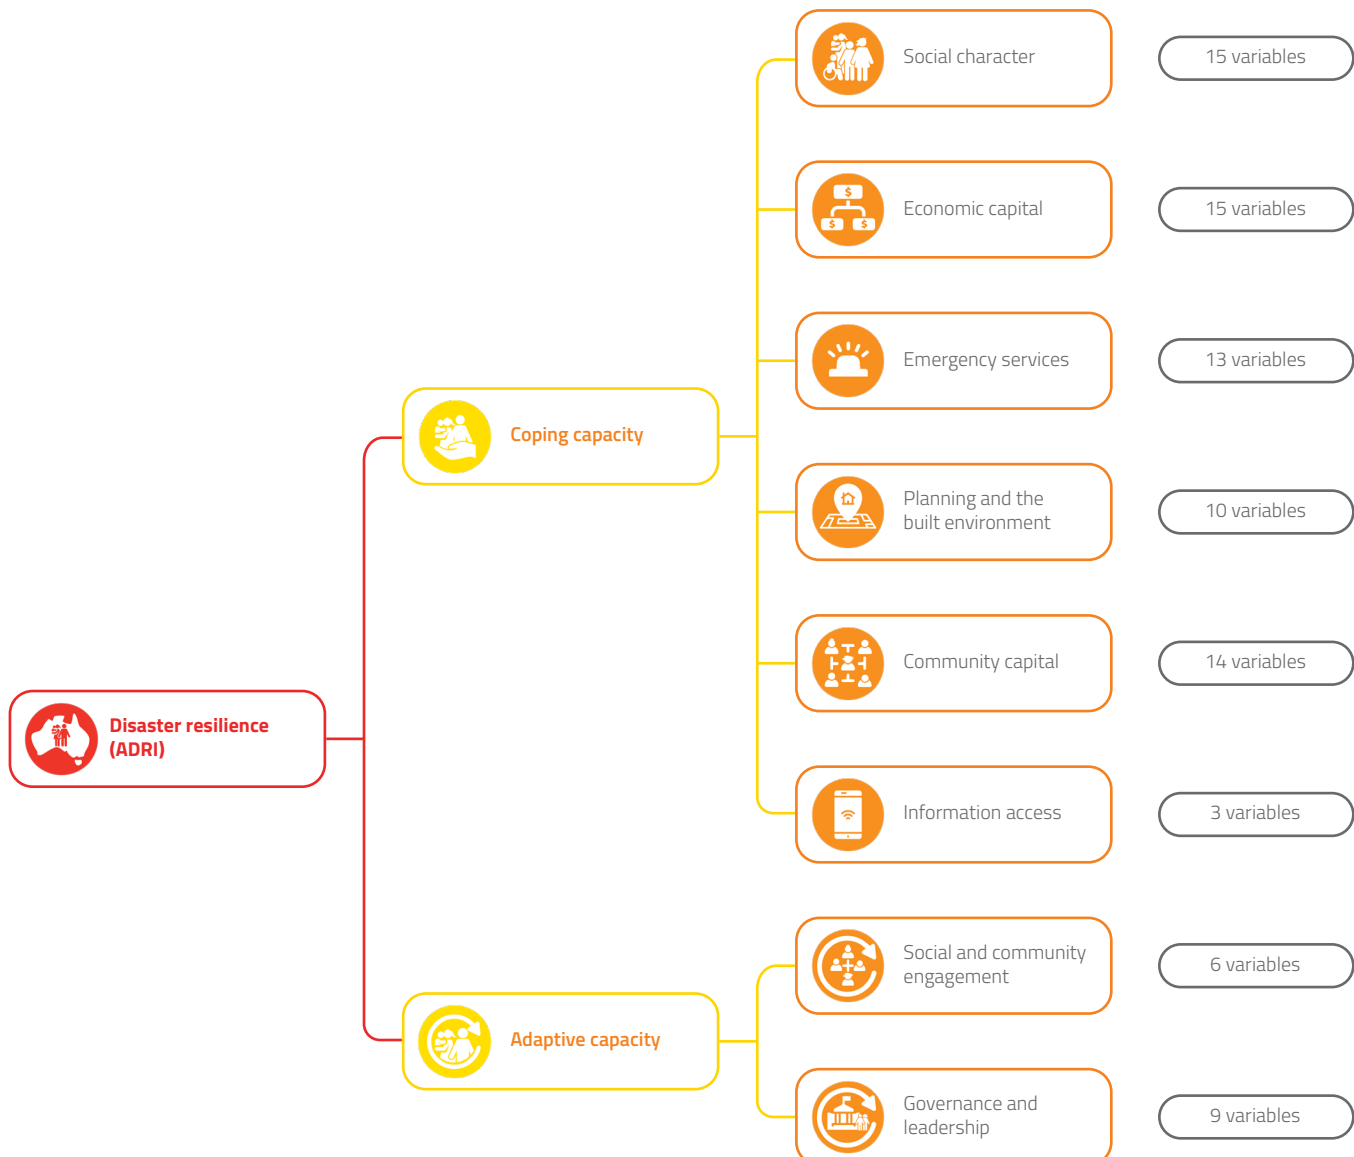 Social character
15 variables
Economic capital
15 variables
Emergency services
13 variables
Coping capacity
Planning and the
built environment
10 variables
Community capital
14 variables
Disaster resilience
(ADRI)
Information access
3 variables
Social and community
engagement
6 variables
Adaptive capacity
Governance and
leadership
9 variables